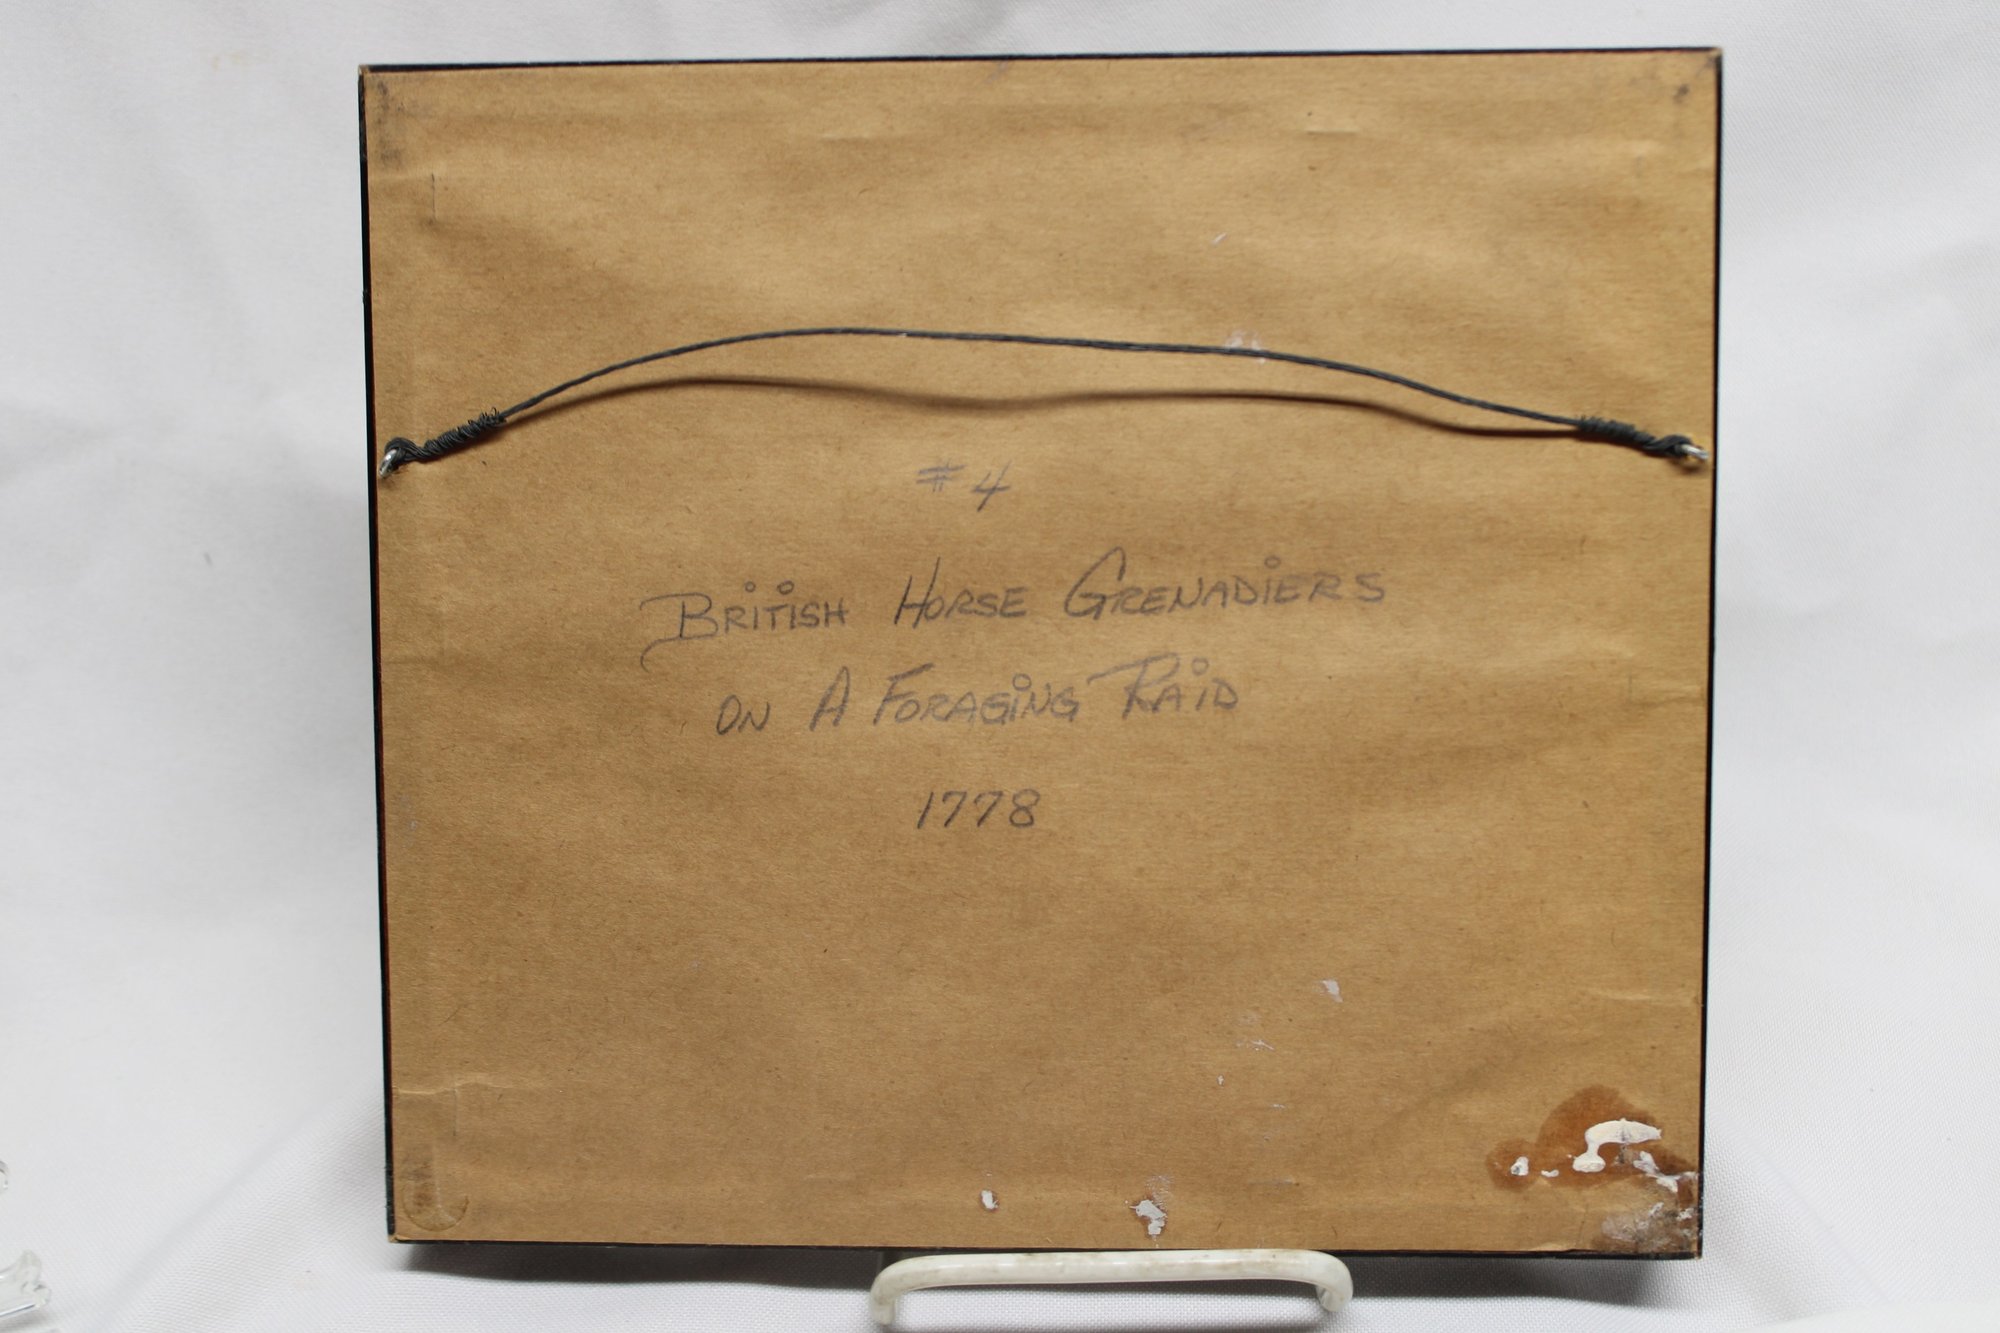 #4
British Horse Grenadiers
on A Foraging Raid
1778